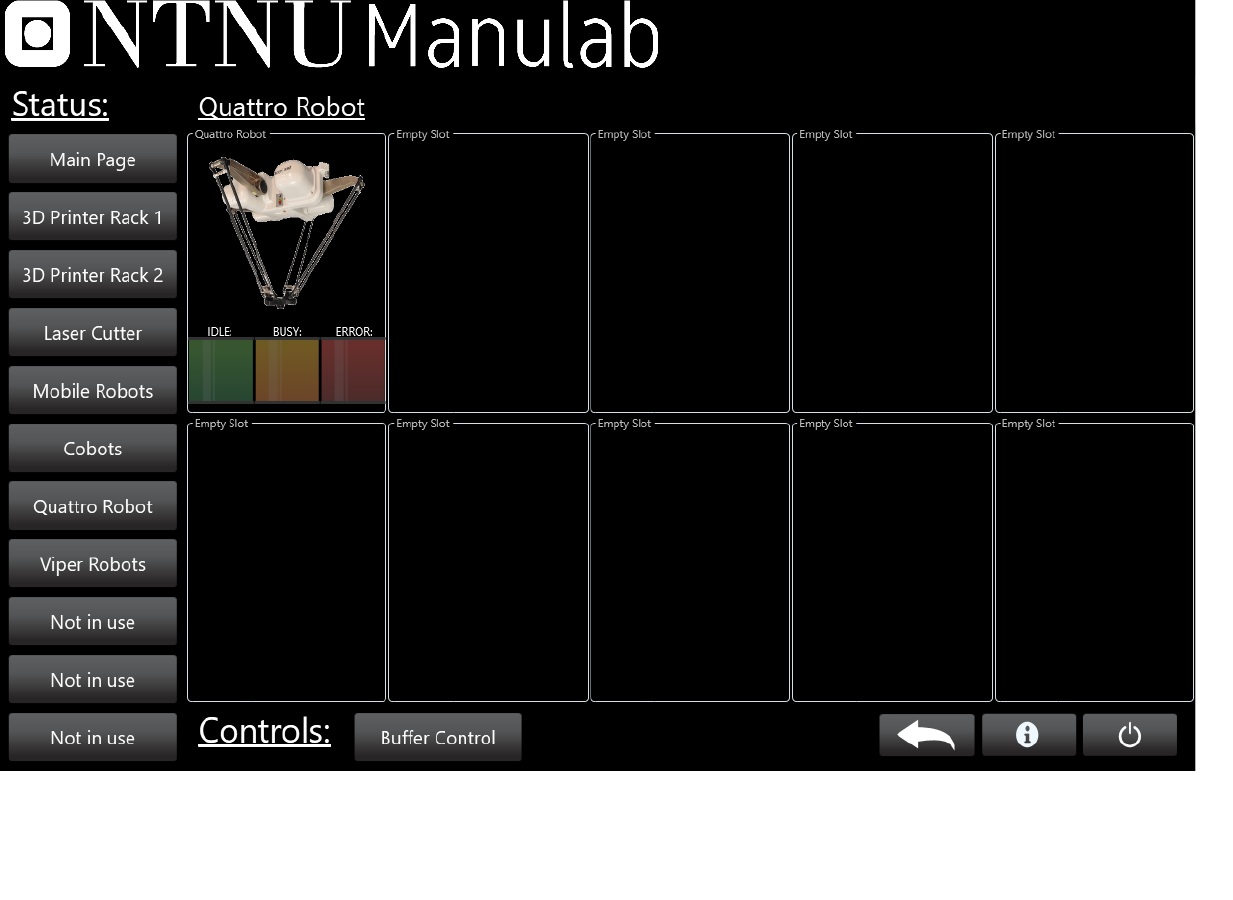 NTNU Manulab
Status:
Quattro Robot
Main Page
3D Printer Rack 1
3D Printer Rack 2
Laser Cutter
Mobile Robots
Cobots
Quattro Robot
Viper Robots
Not in use
Not in use
Not in use
Quattro Robot
Empty Slot
Empty Slot
Empty Slot
Empty Slot
IDLE:
BUSY:
ERROR:
Empty Slot
Empty Slot
Empty Slot
Empty Slot
Empty Slot
Controls:
Buffer Control